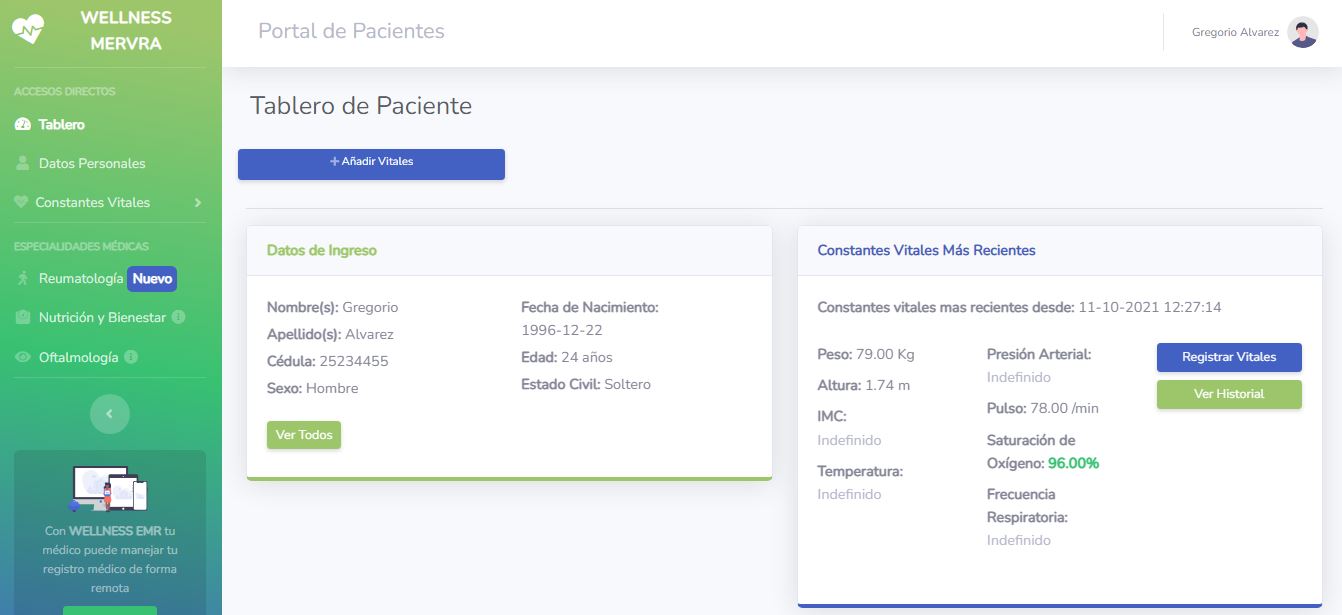 WELLNESS
MERVRA
ACCESOS DIRECTOS
Tablero
Datos Personales
Constantes Vitales
ESPECIALIDADES MÉDICAS
Reumatología Nuevo
Nutrición y Bienestar
Oftalmología
Con WELLNESS EMR tu
médico puede manejar tu
registro médico de forma
remota
Portal de Pacientes
Gregorio Alvarez
Tablero de Paciente
+ Añadir Vitales
Datos de Ingreso
Nombre(s): Gregorio
Apellido(s): Alvarez
Cédula: 25234455
Sexo: Hombre
Fecha de Nacimiento:
1996-12-22
Edad: 24 años
Estado Civil: Soltero
Ver Todos
Constantes Vitales Más Recientes
Constantes vitales mas recientes desde: 11-10-2021 12:27:14
Peso: 79.00 Kg
Altura: 1.74 m
IMC:
Indefinido
Temperatura:
Indefinido
Presión Arterial:
Indefinido
Pulso: 78.00 /min
Saturación de
Oxígeno: 96.00%
Frecuencia
Respiratoria:
Indefinido
Registrar Vitales
Ver Historial